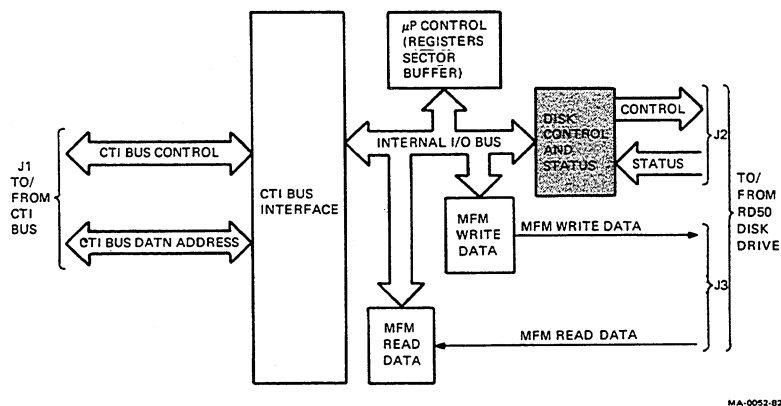 µP CONTROL
(REGISTERS
SECTOR
BUFFER)
DISK
CONTROL
AND
STATUS
CONTROL
STATUS
J2
INTERNAL I/O BUS
J1
TO/
FROM
CTI
BUS
CTI BUS CONTROL
CTI BUS DATN ADDRESS
CTI BUS
INTERFACE
MFM
WRITE
DATA
MFM WRITE DATA
J3
TO/
FROM
RD50
DISK
DRIVE
MFM
READ
DATA
MFM READ DATA
MA-0052-82